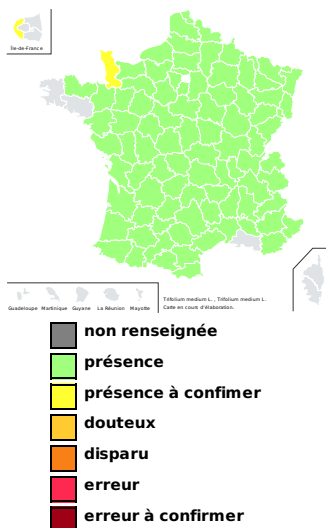 Île-de-France
Guadeloupe Martinique Guyane La Réunion Mayotte
Trifolium medium L., Trifolium medium L.
Carte en cours d'élaboration.
non renseignée
présence
présence à confimer
douteux
disparu
erreur
erreur à confirmer